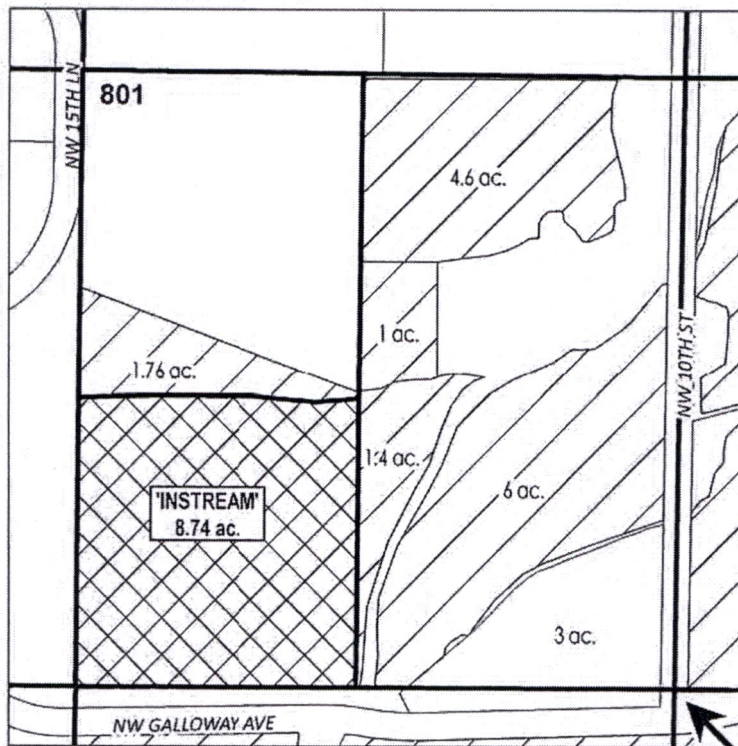 NW 15TH LN
801
4.6 ac.
1 ac.
1.76 ac.
1.4 ac.
'INSTREAM'
8.74 ac.
6 ac.
NW 10TH ST
3 ac.
NW GALLOWAY AVE